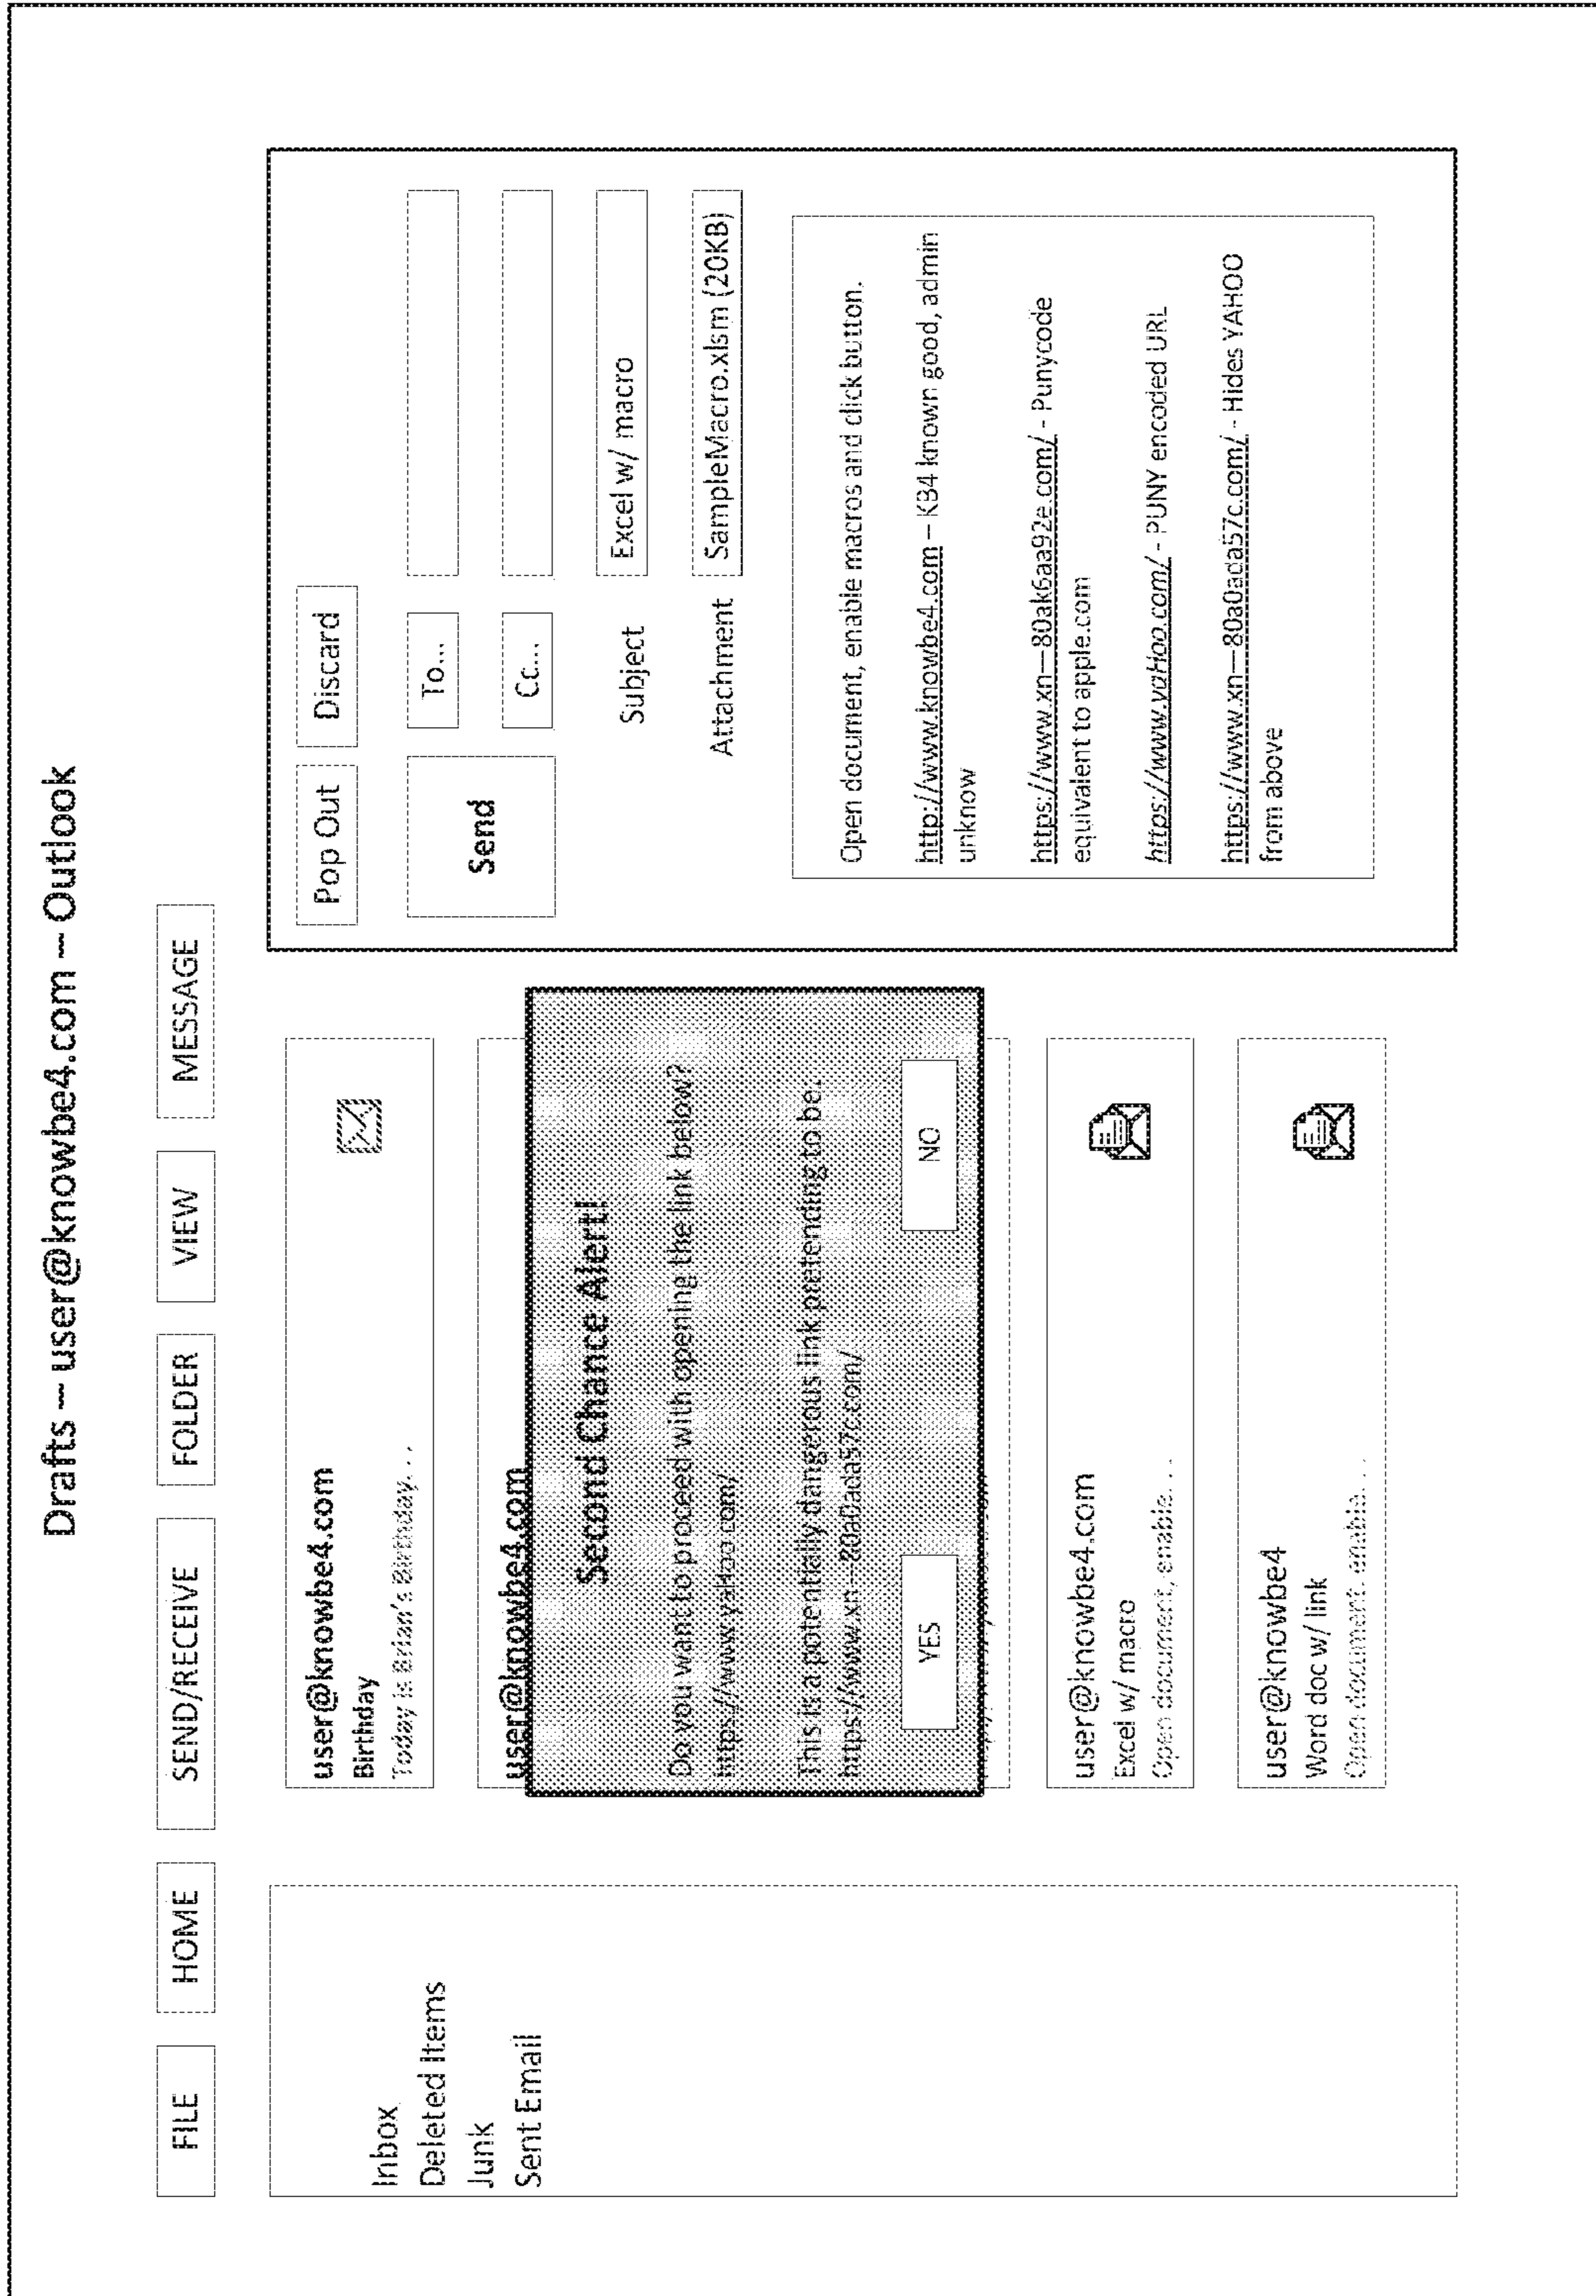 Drafts – user@knowbe4.com – Outlook
FILE
HOME
SEND/RECEIVE
FOLDER
VIEW
MESSAGE
Inbox
Deleted Items
Junk
Sent Email
user@knowbe4.com
Birthday
Today is Brian's Birthday...
user@knowbe4.com
Second Chance Alert!
Do you want to proceed with opening the link below?
https://www.yaHoo.com/
This is a potentially dangerous link pretending to be:
https://www.xn--80a0ada57c.com/
YES
NO
user@knowbe4.com
Excel w/ macro
Open document, enable...
user@knowbe4
Word doc w/ link
Open document, enable...
Pop Out
Discard
Send
To...
Cc...
Subject
Excel w/ macro
Attachment
SampleMacro.xlsm (20KB)
Open document, enable macros and click button.
http://www.knowbe4.com – KB4 known good, admin
unknow
https://www.xn—80ak6aa92e.com/ - Punycode
equivalent to apple.com
https://www.yaHoo.com/ - PUNY encoded URL
https://www.xn—80a0ada57c.com/ - Hides YAHOO
from above